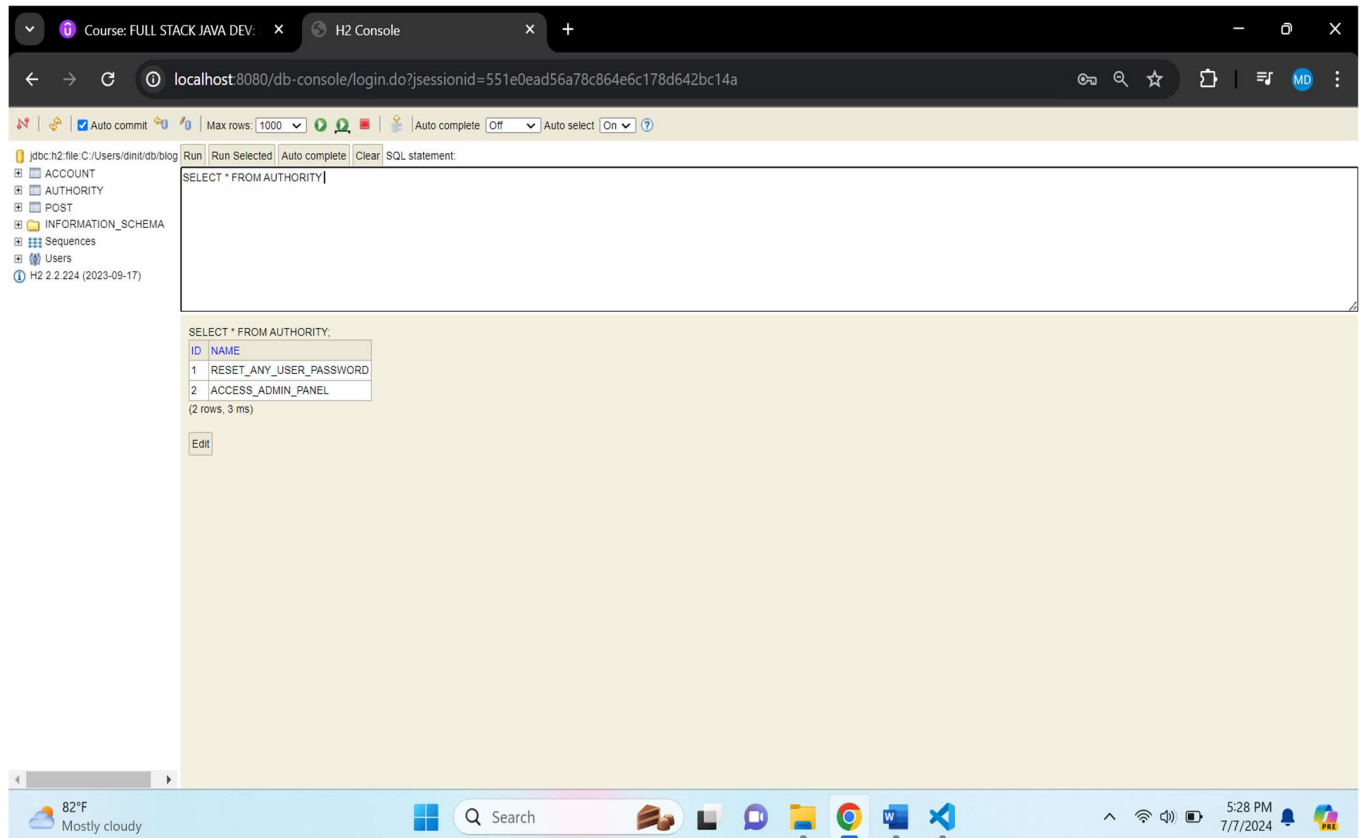 Course: FULL STACK JAVA DEV:
H2 Console
localhost:8080/db-console/login.do?jsessionid=551e0ead56a78c864e6c178d642bc14a
MD
Auto commit
Max rows: 1000
Auto complete Off
Auto select On
jdbc:h2:file:C:/Users/dinit/db/blog
ACCOUNT
AUTHORITY
POST
INFORMATION_SCHEMA
Sequences
Users
H2 2.2.224 (2023-09-17)
Run Run Selected Auto complete Clear SQL statement:
SELECT * FROM AUTHORITY
SELECT * FROM AUTHORITY;
ID NAME
1 RESET_ANY_USER_PASSWORD
2 ACCESS_ADMIN_PANEL
(2 rows, 3 ms)
Edit
82°F
Mostly cloudy
Search
5:28 PM
7/7/2024
PRE